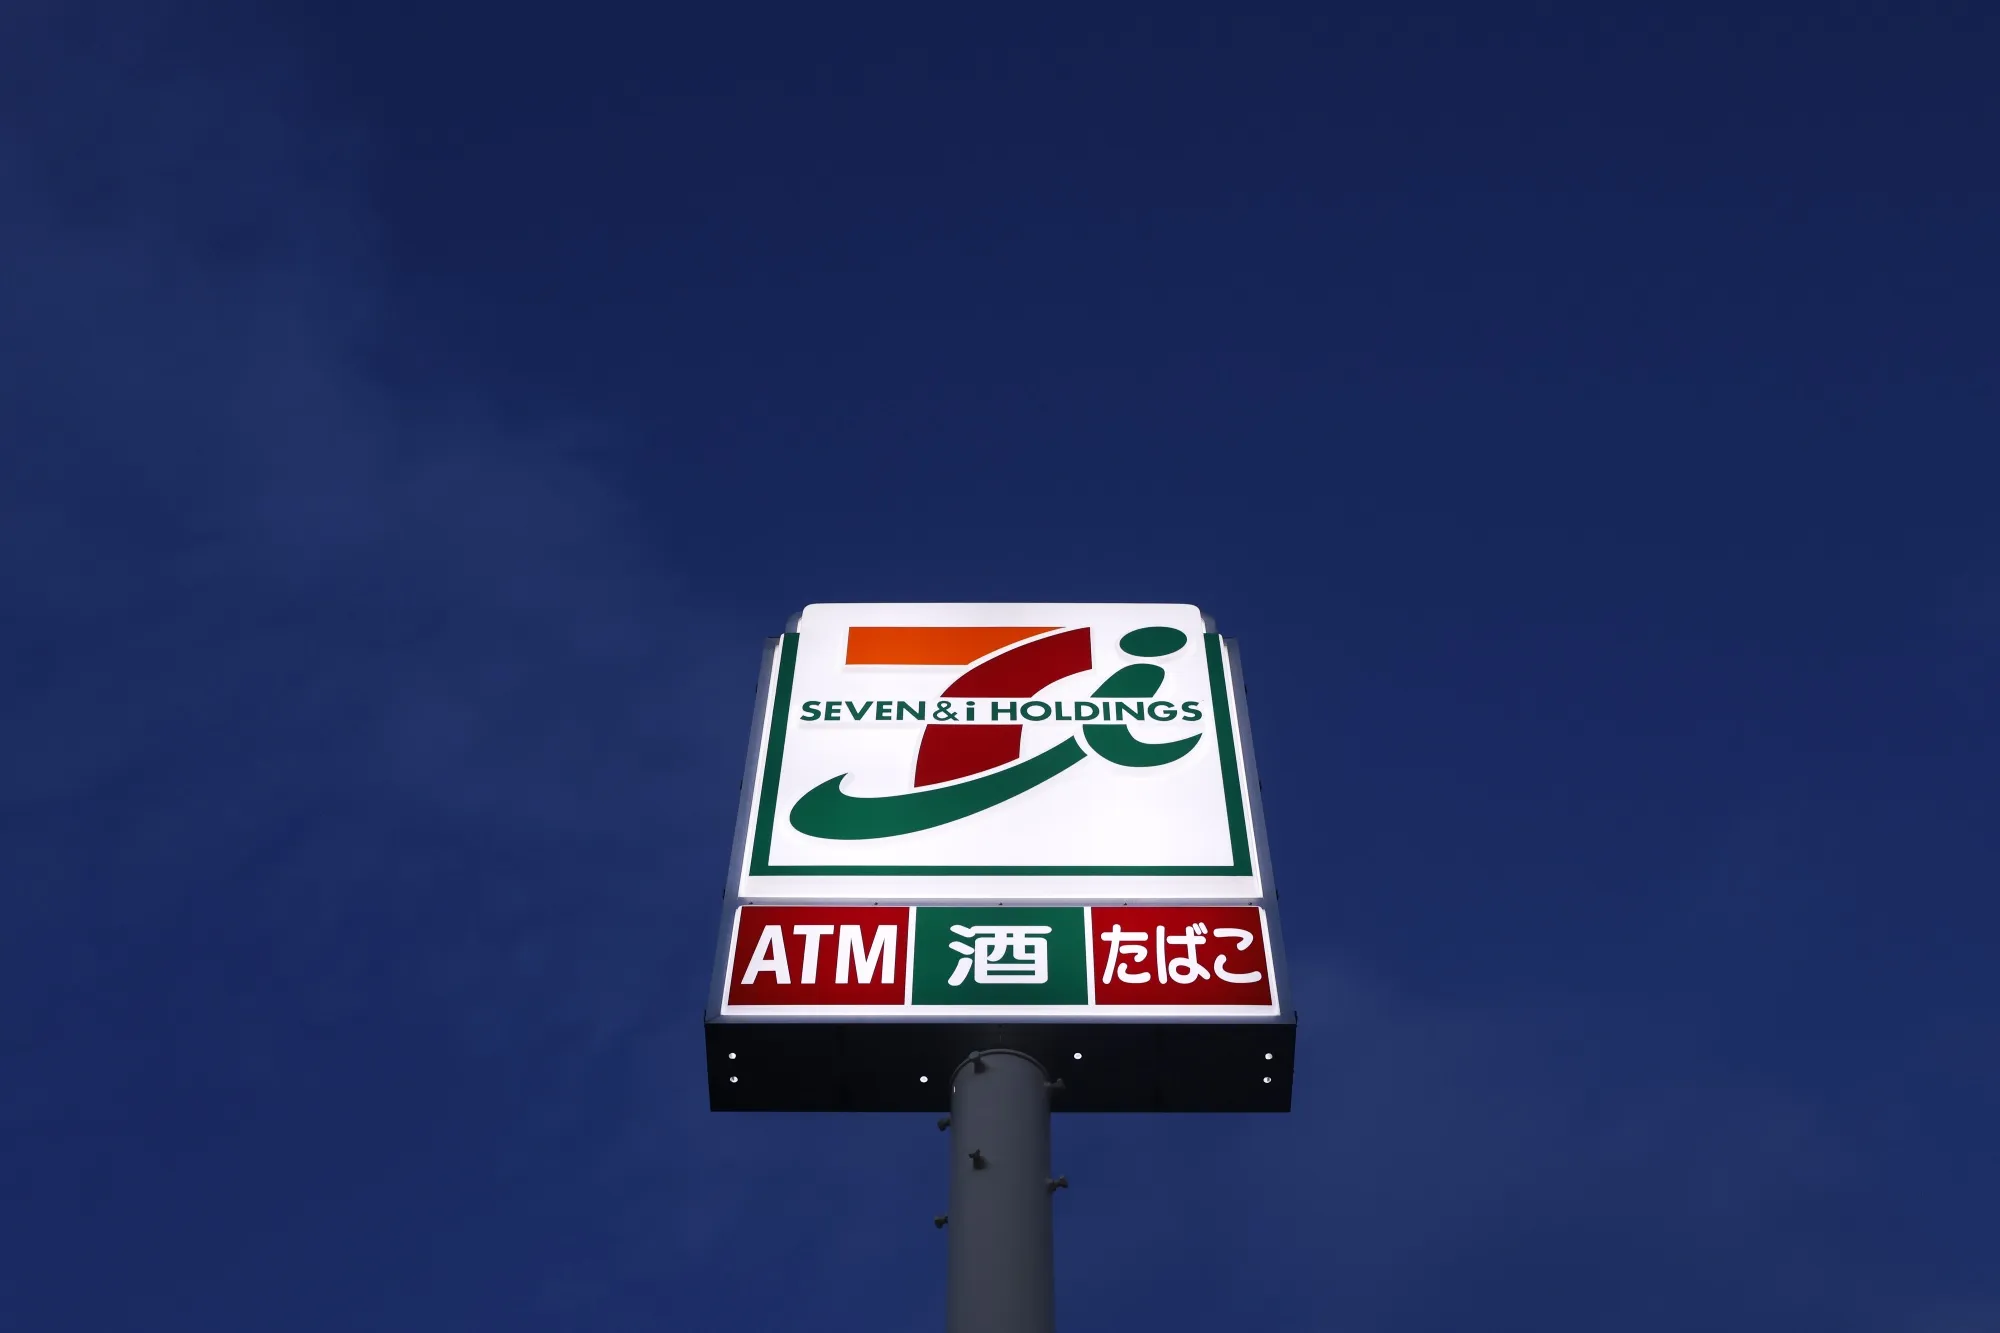 SEVEN & i HOLDINGS
ATM 酒 たばこ